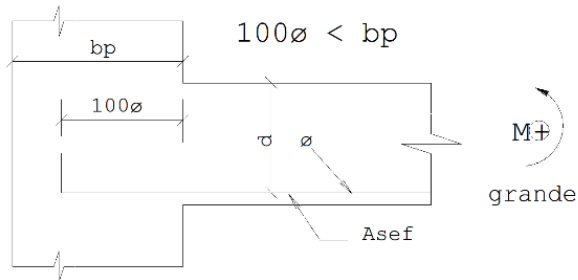 100ø < bp
bp
100ø
d
ø
M+
grande
Asef